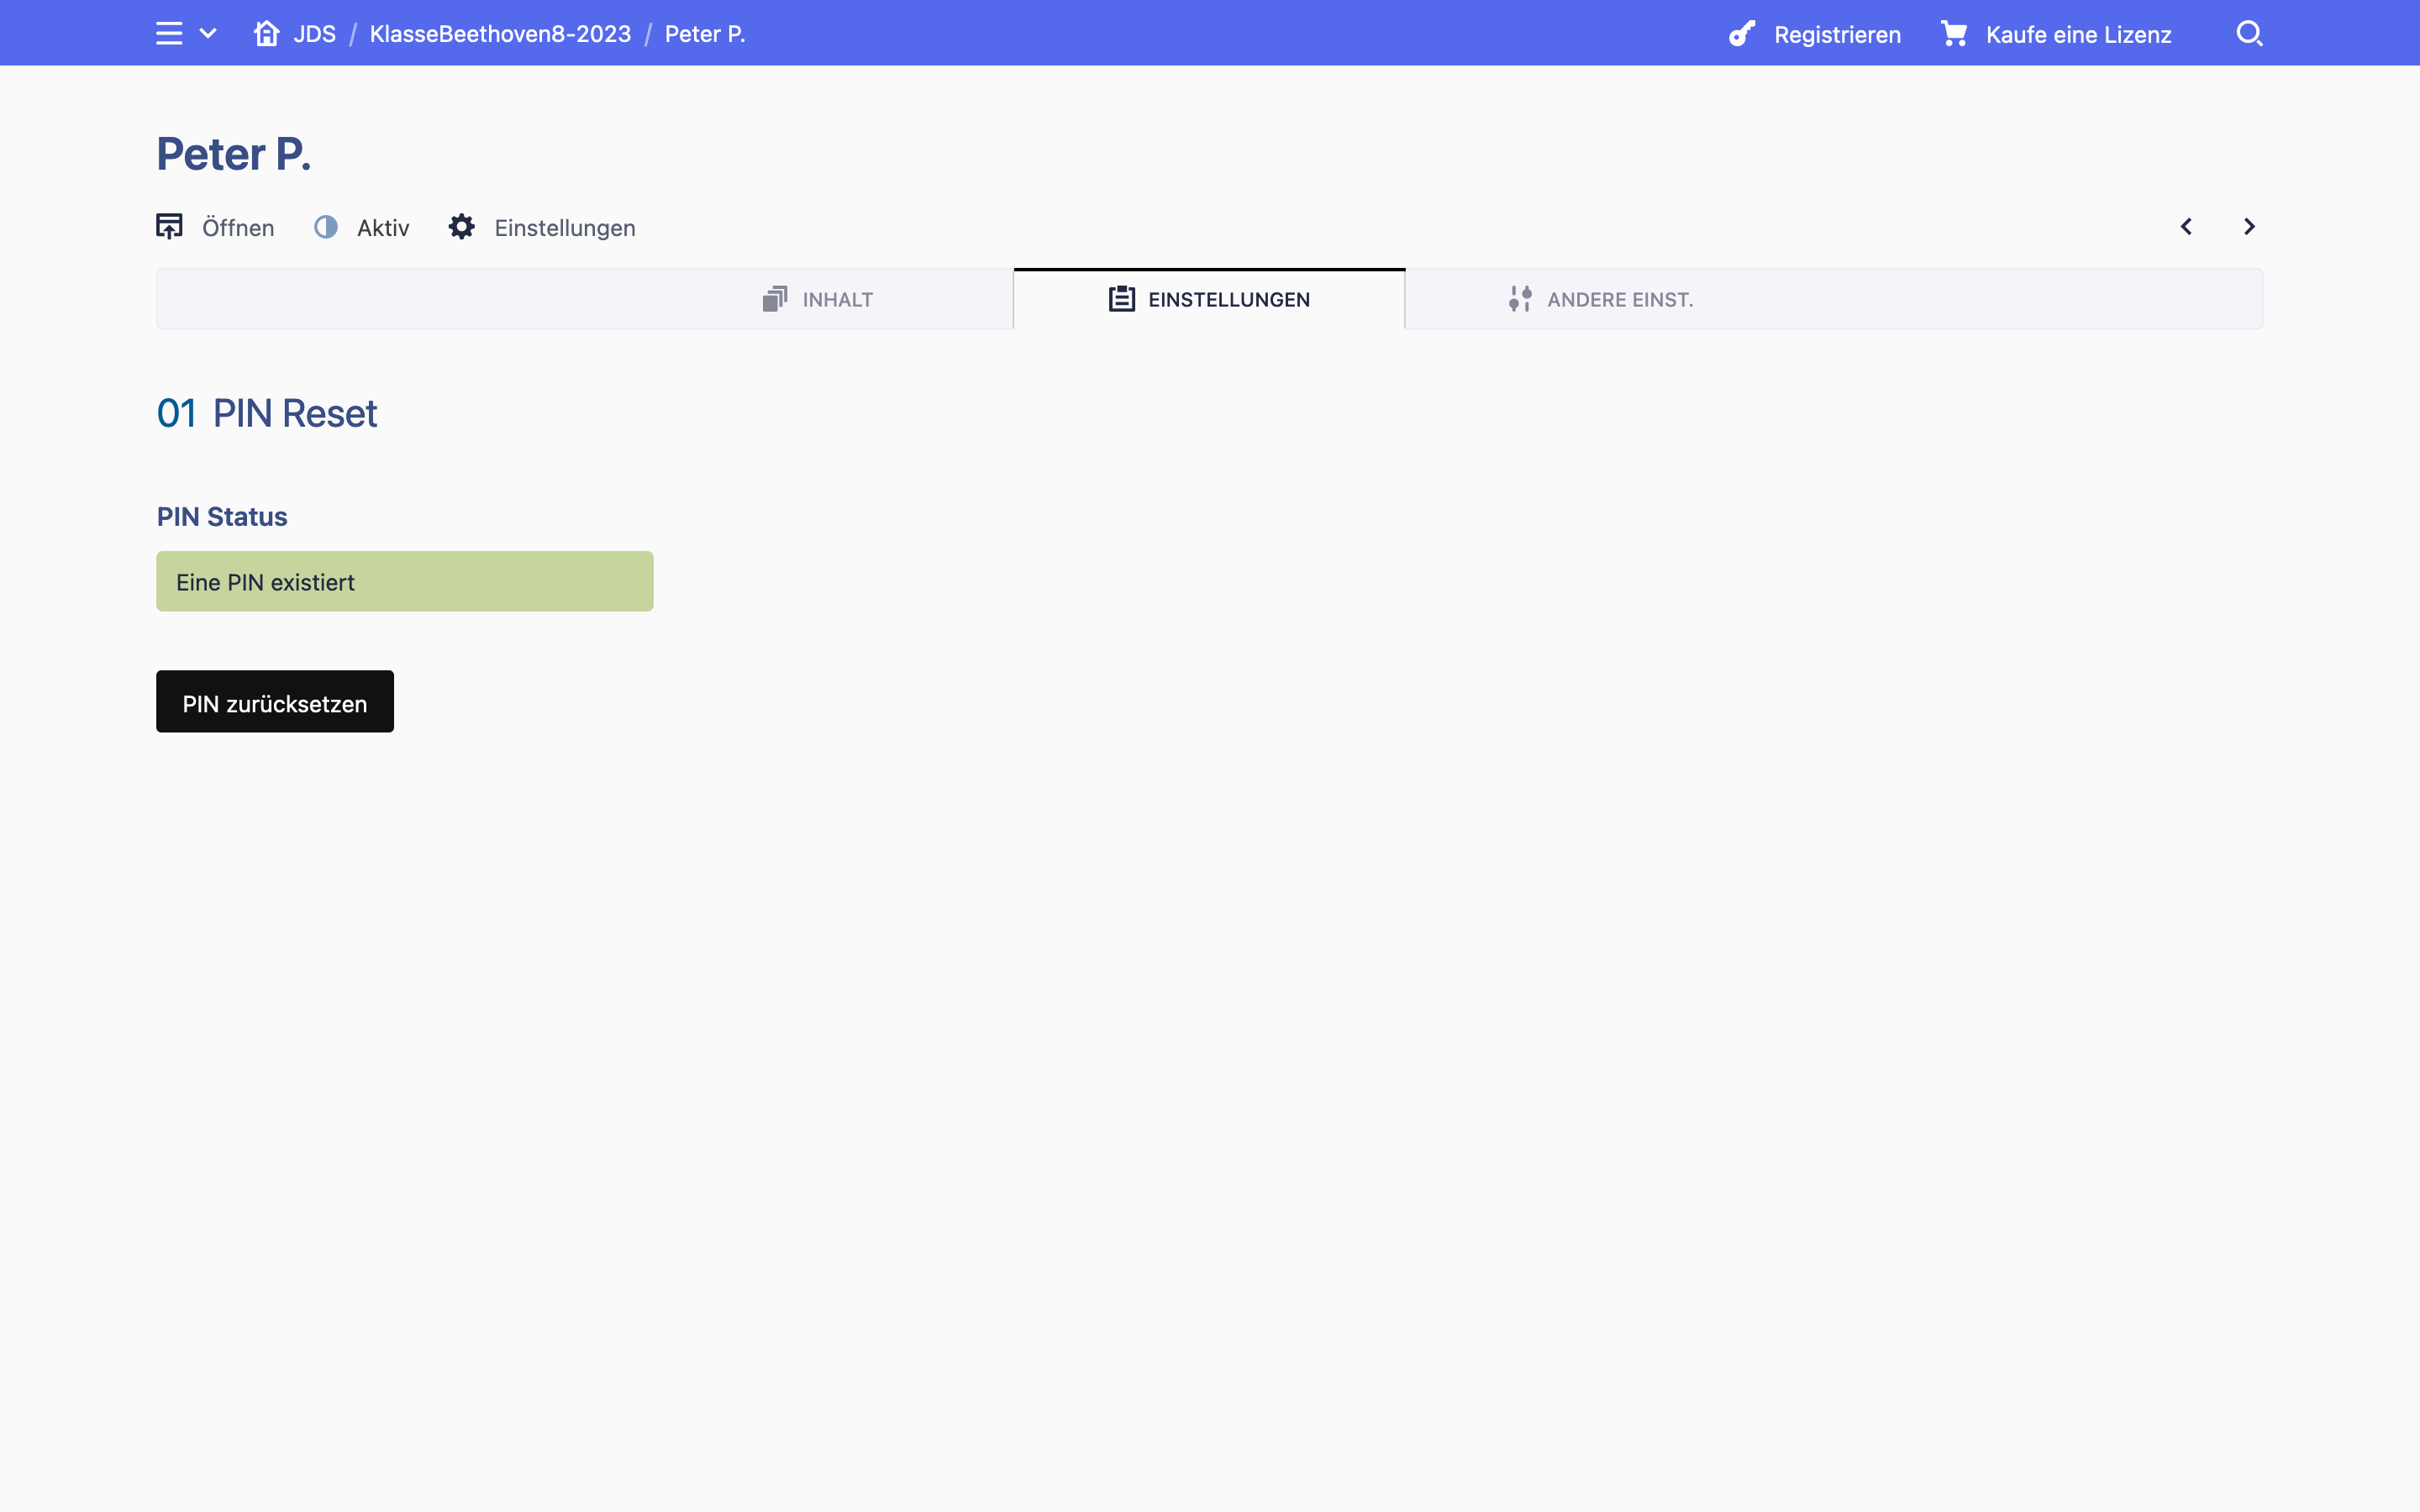 JDS / KlasseBeethoven8-2023 / Peter P.
Registrieren
Kaufe eine Lizenz
Peter P.
Öffnen
Aktiv
Einstellungen
INHALT
EINSTELLUNGEN
ANDERE EINST.
01 PIN Reset
PIN Status
Eine PIN existiert
PIN zurücksetzen